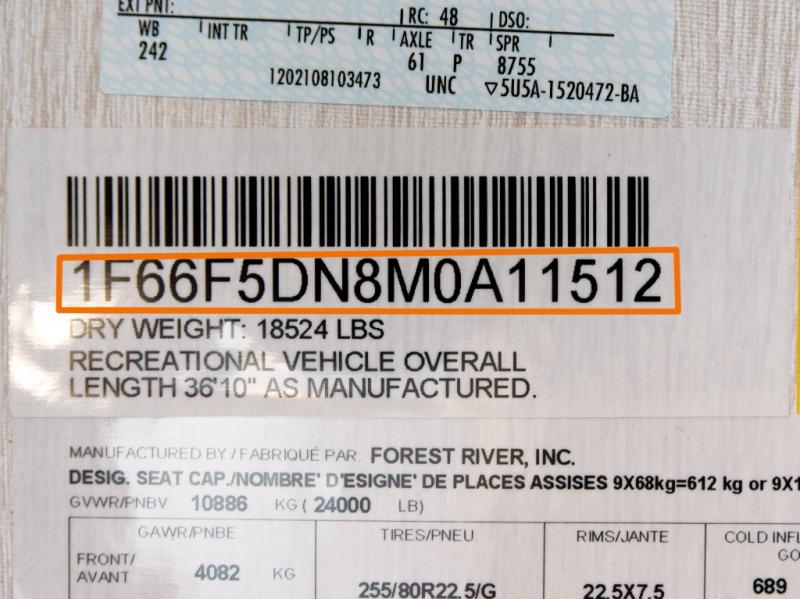 EXT PNT: RC: 48 DSO:
WB INT TR TP/PS R AXLE TR SPR
242 61 P 8755
1202108103473 UNC ▽5U5A-1520472-BA
1F66F5DN8M0A11512
DRY WEIGHT: 18524 LBS
RECREATIONAL VEHICLE OVERALL
LENGTH 36'10" AS MANUFACTURED.
MANUFACTURED BY / FABRIQUÉ PAR: FOREST RIVER, INC.
DESIG. SEAT CAP./NOMBRE' D'ESIGNE' DE PLACES ASSISES 9X68kg=612 kg or 9X1
GVWR/PNBV 10886 KG ( 24000 LB)
GAWR/PNBE TIRES/PNEU RIMS/JANTE COLD INFL
GO
FRONT/
AVANT 4082 KG 255/80R22.5/G 22.5X7.5 689